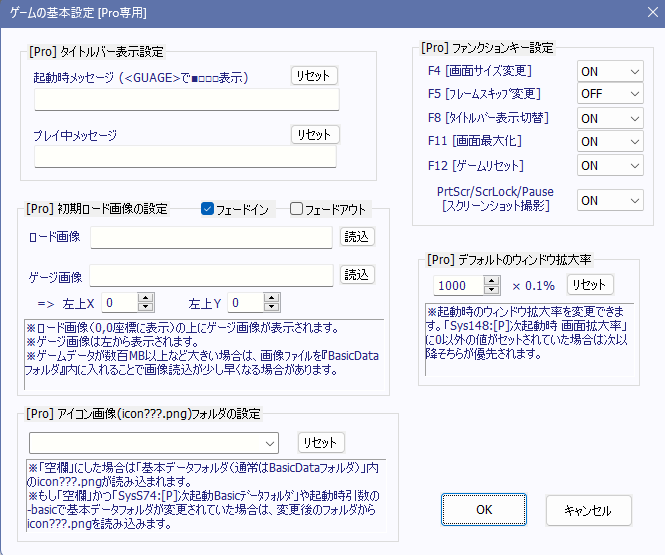 ゲームの基本設定 [Pro専用]
[Pro] タイトルバー表示設定
起動時メッセージ (<GUAGE>で■□□□表示)
リセット
プレイ中メッセージ
リセット
[Pro] 初期ロード画像の設定
フェードイン
フェードアウト
ロード画像
読込
ゲージ画像
読込
=> 左上X
0
左上Y
0
※ロード画像(0,0座標に表示)の上にゲージ画像が表示されます。
※ゲージ画像は左から表示されます。
※ゲームデータが数百MB以上など大きい場合は、画像ファイルを『BasicData
フォルダ』内に入れることで画像読込が少し早くなる場合があります。
[Pro] アイコン画像(icon???.png)フォルダの設定
リセット
※「空欄」にした場合は「基本データフォルダ(通常はBasicDataフォルダ)」内
のicon???.pngが読み込まれます。
※もし「空欄」かつ「SysS74:[P]次起動Basicデータフォルダ」や起動時引数の
-basicで基本データフォルダが変更されていた場合は、変更後のフォルダから
icon???.pngを読み込みます。
[Pro] ファンクションキー設定
F4 [画面サイズ変更]
ON
F5 [フレームスキップ変更]
OFF
F8 [タイトルバー表示切替]
ON
F11 [画面最大化]
ON
F12 [ゲームリセット]
ON
PrtScr/ScrLock/Pause
[スクリーンショット撮影]
ON
[Pro] デフォルトのウィンドウ拡大率
1000
× 0.1%
リセット
※起動時のウィンドウ拡大率を変更できま
す。「Sys148:[P]次起動時 画面拡大率」
に0以外の値がセットされていた場合は次以
降そちらが優先されます。
OK
キャンセル